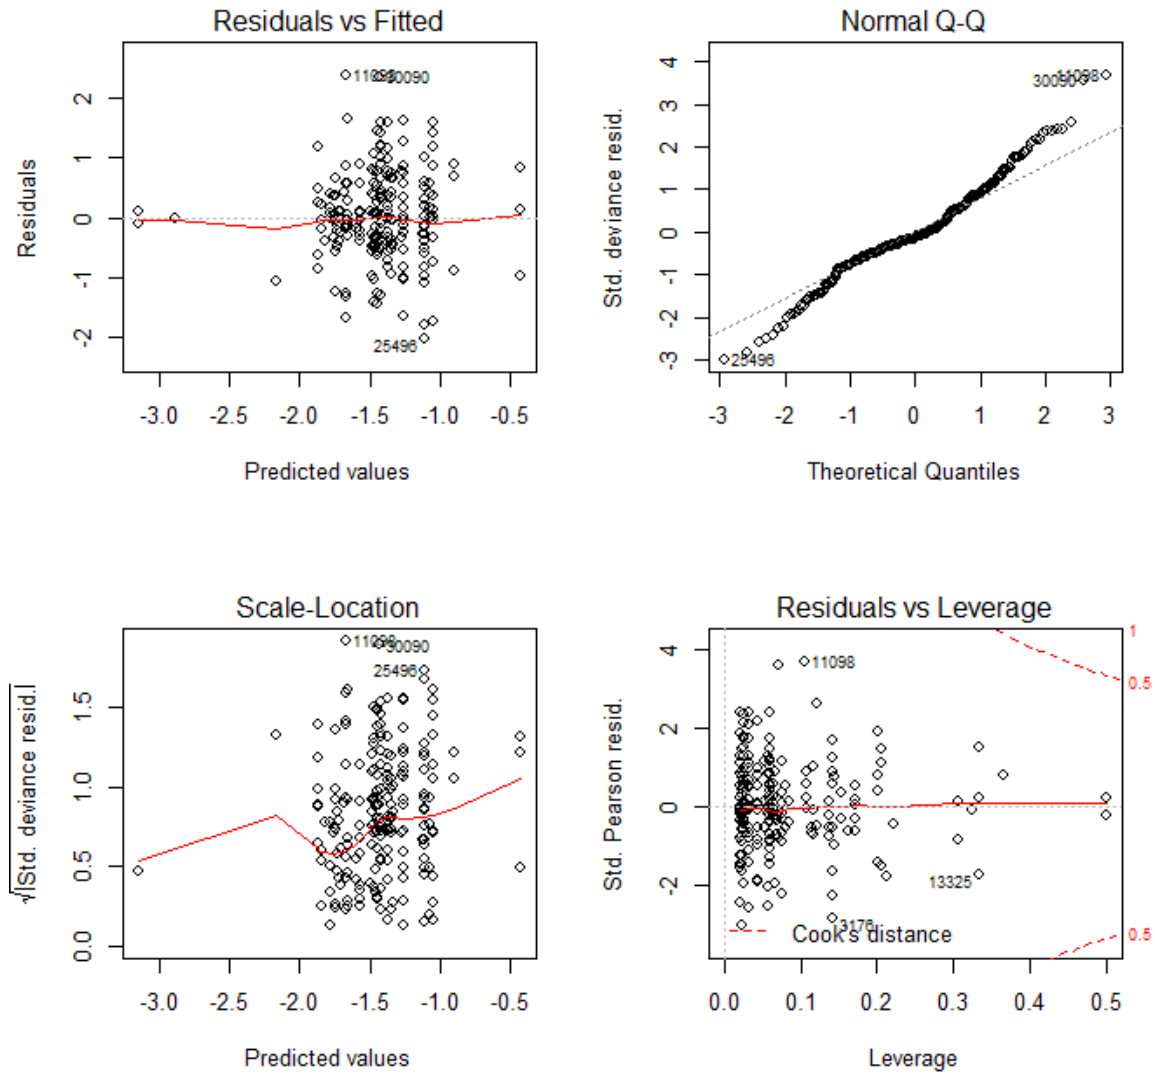 Residuals vs Fitted
Residuals
2
1
0
-1
-2
11098
30090
25496
-3.0 -2.5 -2.0 -1.5 -1.0 -0.5
Predicted values
Normal Q-Q
Std. deviance resid.
4
3
2
1
0
-1
-2
-3
11098
30090
25496
-3 -2 -1 0 1 2 3
Theoretical Quantiles
Scale-Location
√|Std. deviance resid.|
1.5
1.0
0.5
0.0
11098
30090
25496
-3.0 -2.5 -2.0 -1.5 -1.0 -0.5
Predicted values
Residuals vs Leverage
Std. Pearson resid.
4
2
0
-2
11098
13325
3176
Cook's distance
1
0.5
0.5
0.0 0.1 0.2 0.3 0.4 0.5
Leverage